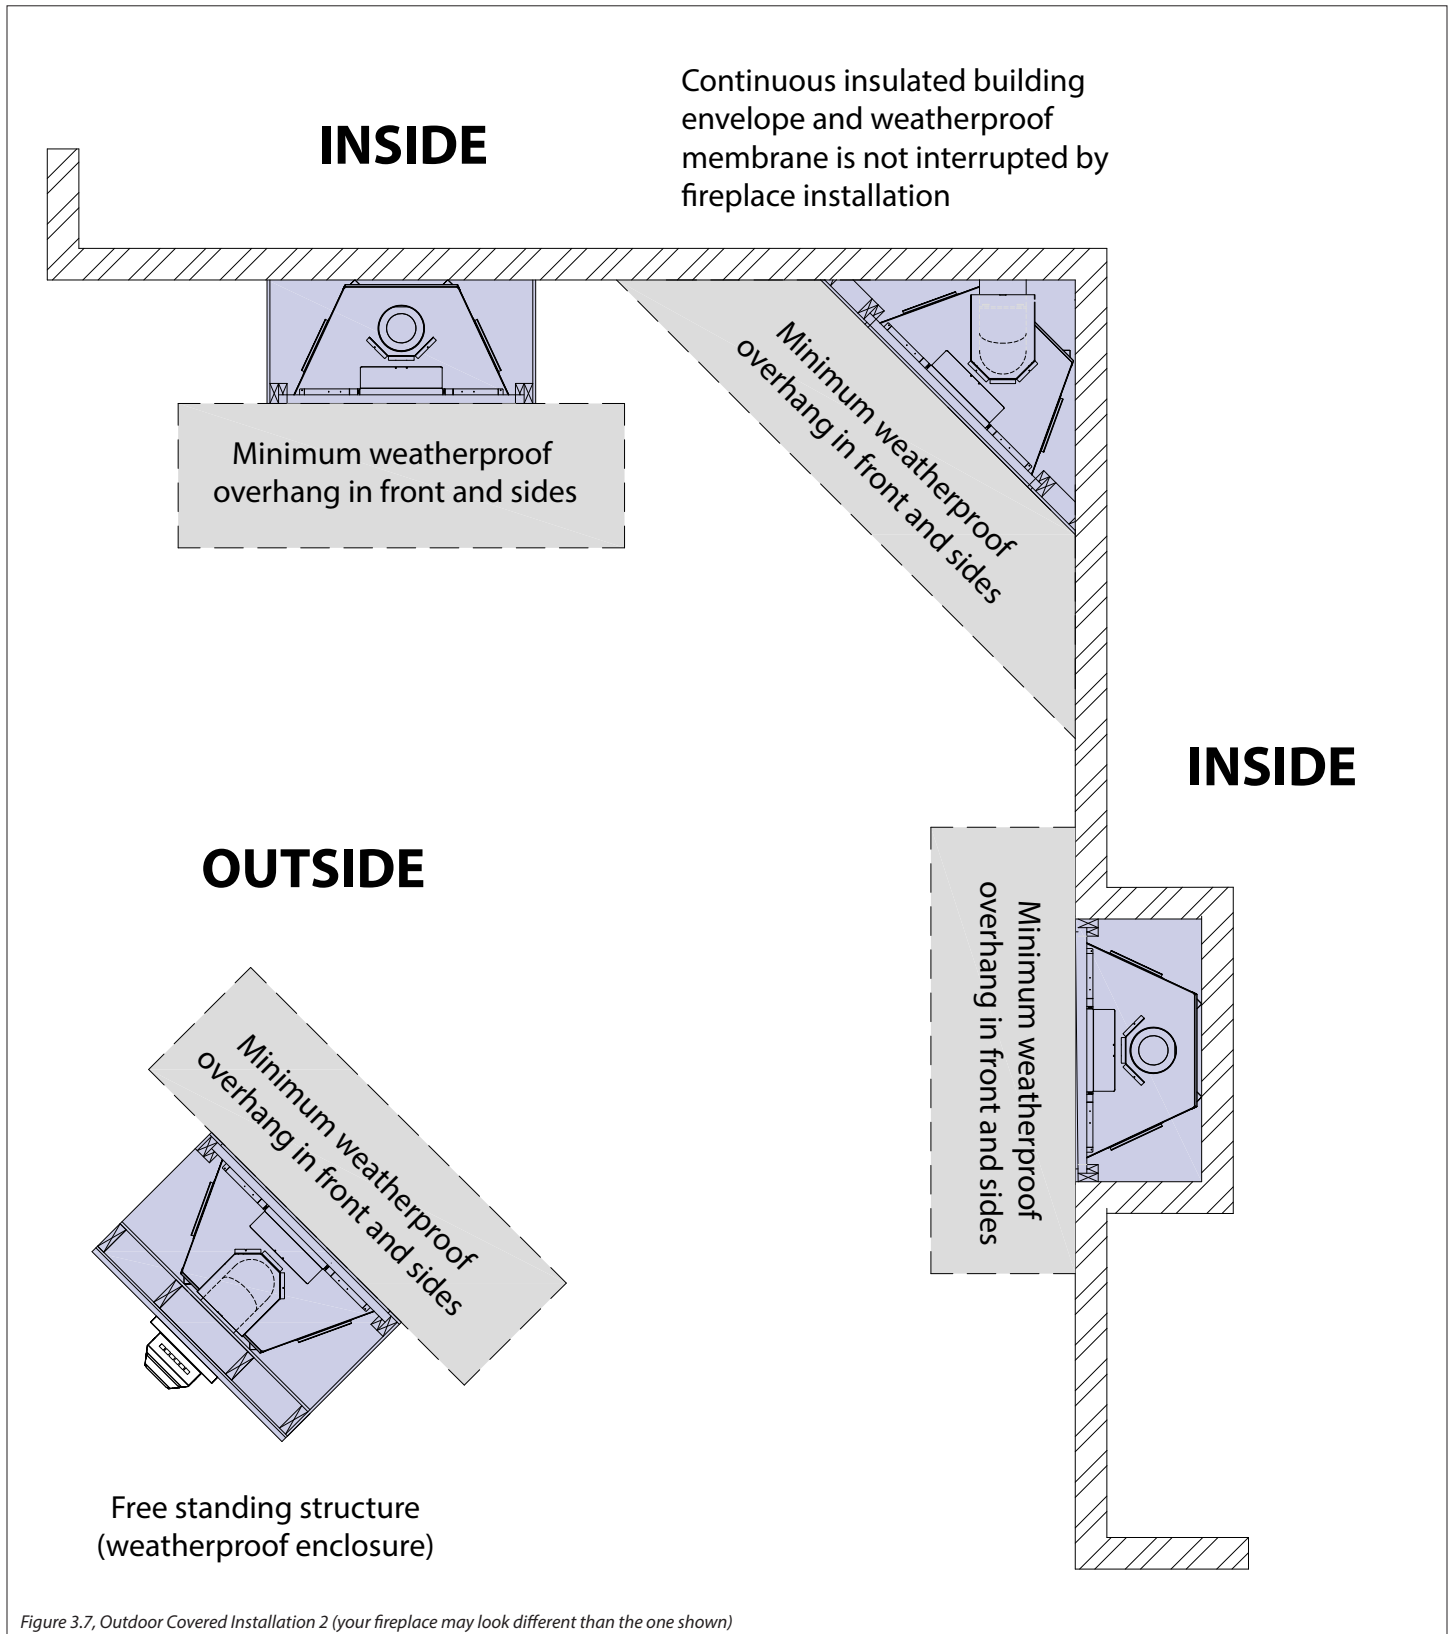 Continuous insulated building
envelope and weatherproof
membrane is not interrupted by
fireplace installation
INSIDE
Minimum weatherproof
overhang in front and sides
Minimum weatherproof
overhang in front and sides
INSIDE
OUTSIDE
Minimum weatherproof
overhang in front and sides
Minimum weatherproof
overhang in front and sides
Free standing structure
(weatherproof enclosure)
Figure 3.7, Outdoor Covered Installation 2 (your fireplace may look different than the one shown)